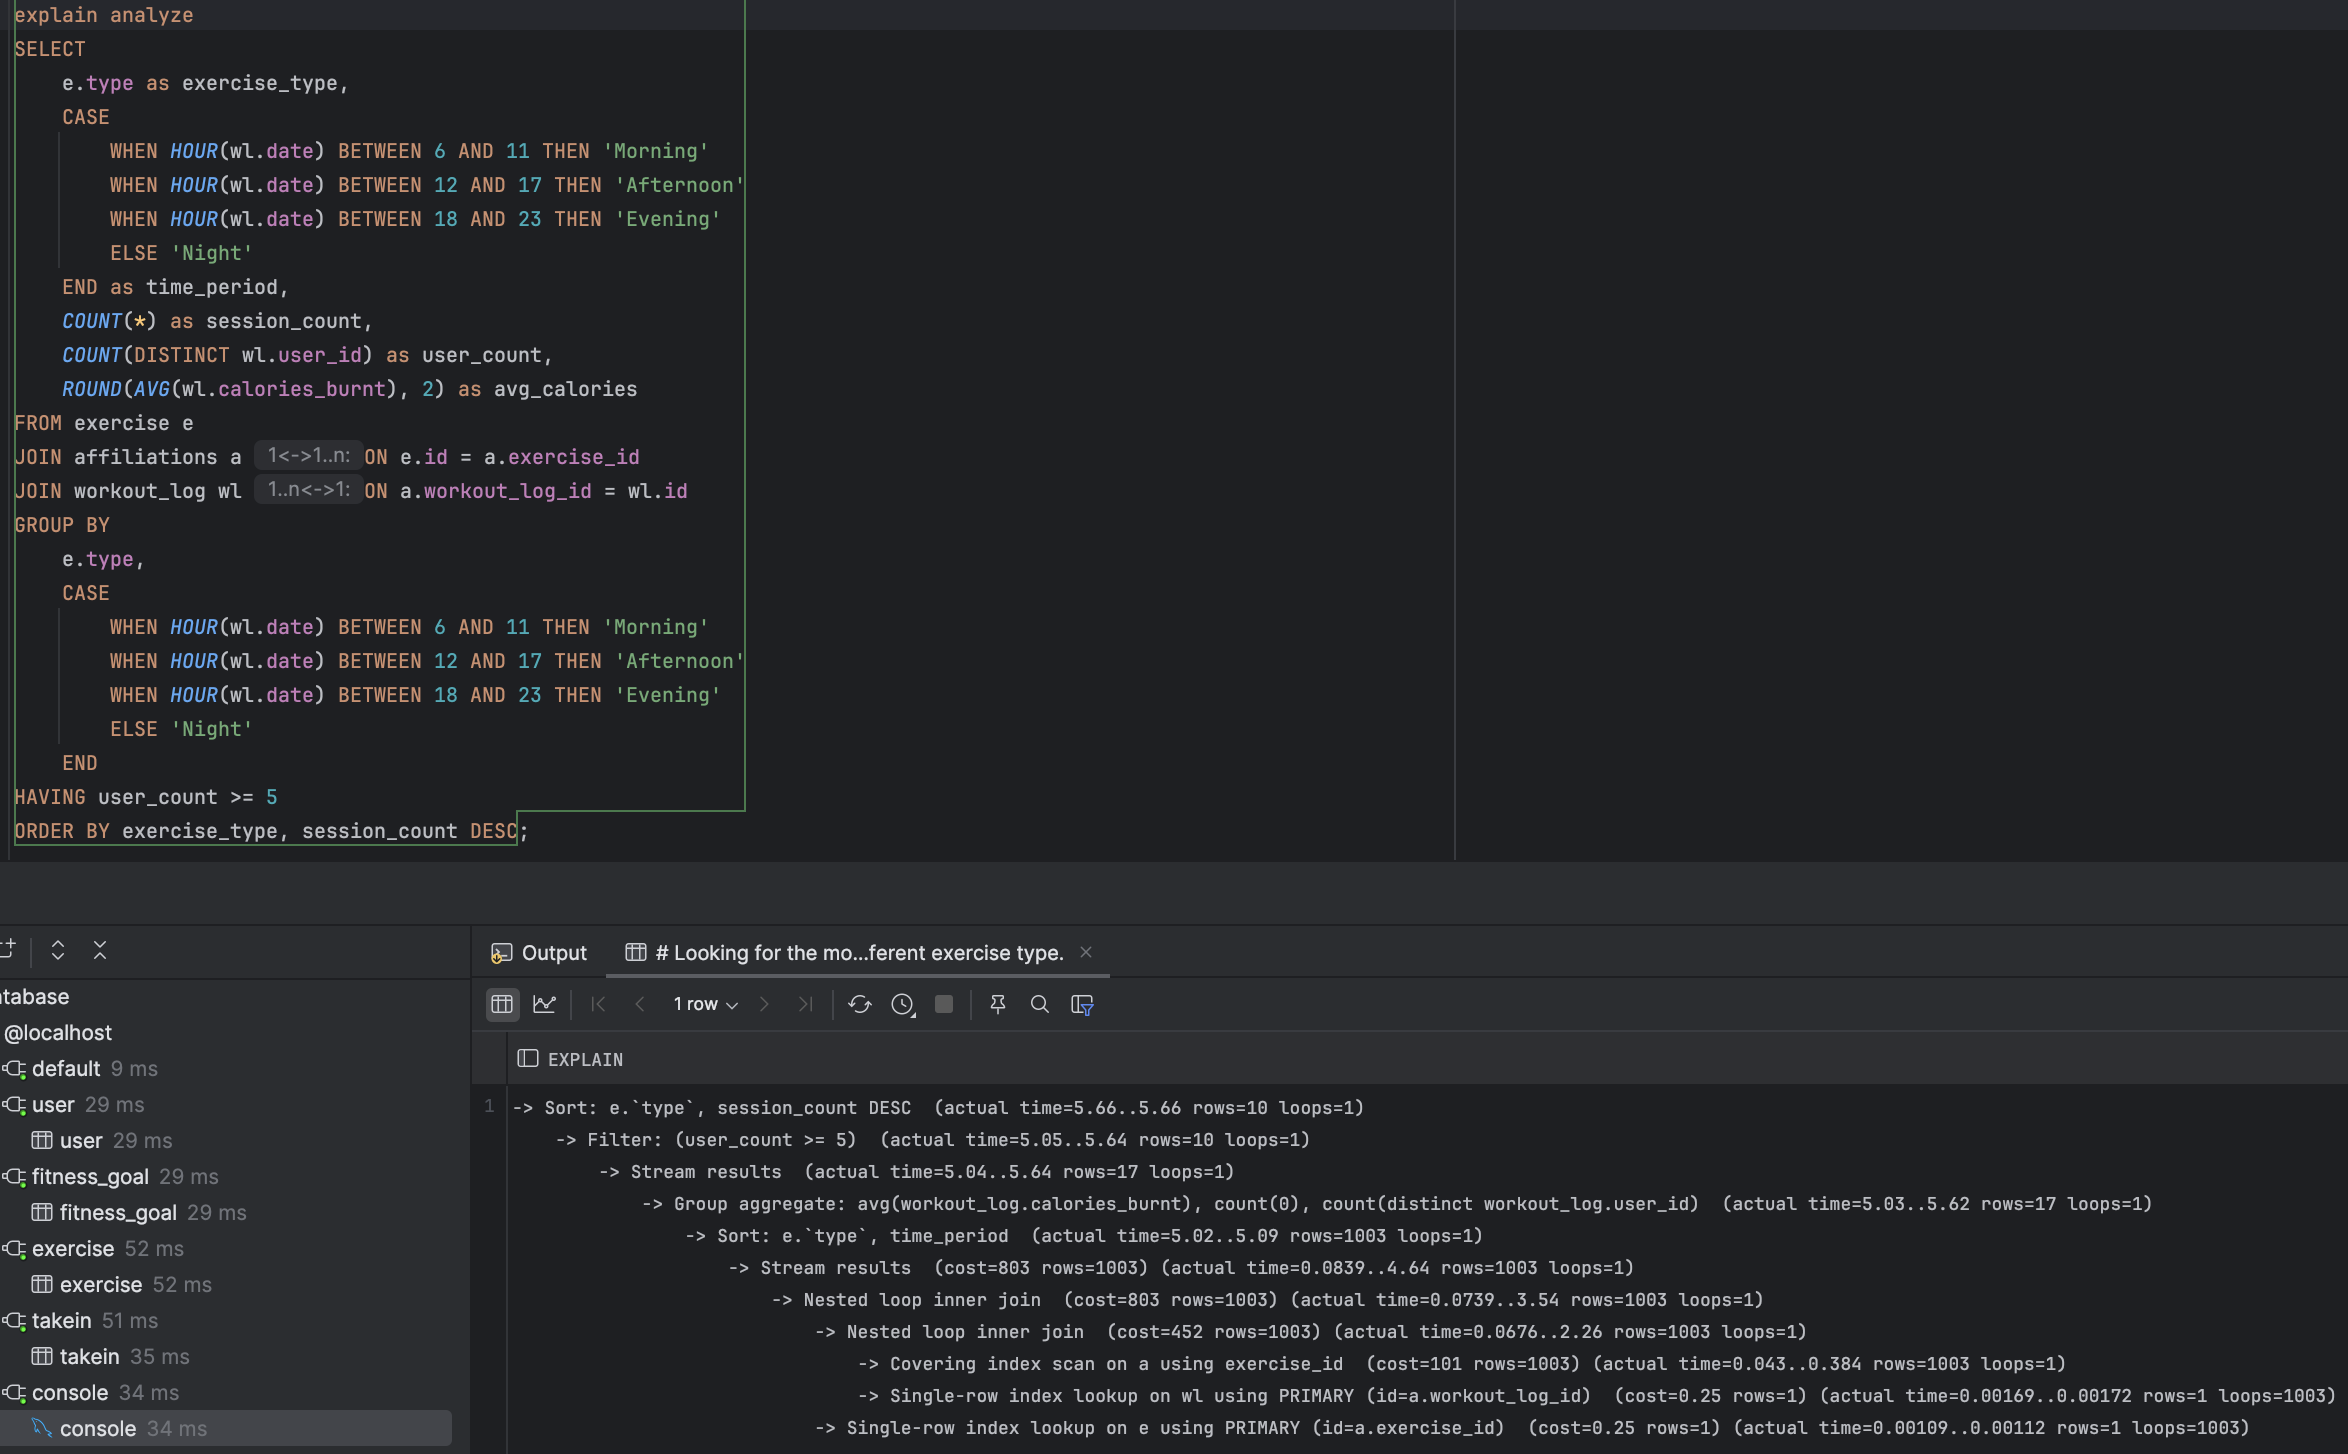 explain analyze
SELECT
    e.type as exercise_type,
    CASE
        WHEN HOUR(wl.date) BETWEEN 6 AND 11 THEN 'Morning'
        WHEN HOUR(wl.date) BETWEEN 12 AND 17 THEN 'Afternoon'
        WHEN HOUR(wl.date) BETWEEN 18 AND 23 THEN 'Evening'
        ELSE 'Night'
    END as time_period,
    COUNT(*) as session_count,
    COUNT(DISTINCT wl.user_id) as user_count,
    ROUND(AVG(wl.calories_burnt), 2) as avg_calories
FROM exercise e
JOIN affiliations a 1<->1..n: ON e.id = a.exercise_id
JOIN workout_log wl 1..n<->1: ON a.workout_log_id = wl.id
GROUP BY
    e.type,
    CASE
        WHEN HOUR(wl.date) BETWEEN 6 AND 11 THEN 'Morning'
        WHEN HOUR(wl.date) BETWEEN 12 AND 17 THEN 'Afternoon'
        WHEN HOUR(wl.date) BETWEEN 18 AND 23 THEN 'Evening'
        ELSE 'Night'
    END
HAVING user_count >= 5
ORDER BY exercise_type, session_count DESC;
tabase
@localhost
default 9 ms
user 29 ms
user 29 ms
fitness_goal 29 ms
fitness_goal 29 ms
exercise 52 ms
exercise 52 ms
takein 51 ms
takein 35 ms
console 34 ms
console 34 ms
Output # Looking for the mo...ferent exercise type.
1 row
EXPLAIN
1 -> Sort: e.`type`, session_count DESC  (actual time=5.66..5.66 rows=10 loops=1)
    -> Filter: (user_count >= 5)  (actual time=5.05..5.64 rows=10 loops=1)
        -> Stream results  (actual time=5.04..5.64 rows=17 loops=1)
            -> Group aggregate: avg(workout_log.calories_burnt), count(0), count(distinct workout_log.user_id)  (actual time=5.03..5.62 rows=17 loops=1)
                -> Sort: e.`type`, time_period  (actual time=5.02..5.09 rows=1003 loops=1)
                    -> Stream results  (cost=803 rows=1003) (actual time=0.0839..4.64 rows=1003 loops=1)
                        -> Nested loop inner join  (cost=803 rows=1003) (actual time=0.0739..3.54 rows=1003 loops=1)
                            -> Nested loop inner join  (cost=452 rows=1003) (actual time=0.0676..2.26 rows=1003 loops=1)
                                -> Covering index scan on a using exercise_id  (cost=101 rows=1003) (actual time=0.043..0.384 rows=1003 loops=1)
                                -> Single-row index lookup on wl using PRIMARY (id=a.workout_log_id)  (cost=0.25 rows=1) (actual time=0.00169..0.00172 rows=1 loops=1003)
                            -> Single-row index lookup on e using PRIMARY (id=a.exercise_id)  (cost=0.25 rows=1) (actual time=0.00109..0.00112 rows=1 loops=1003)